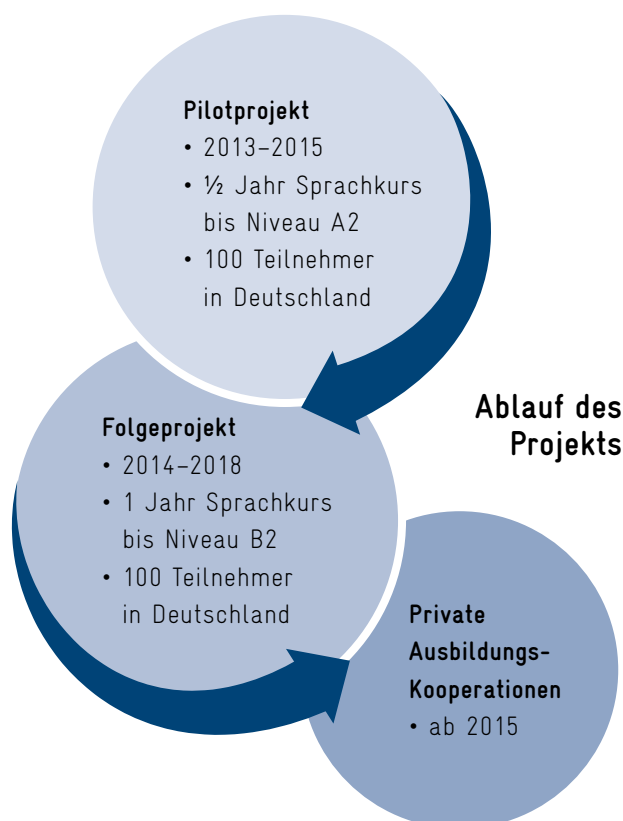 Pilotprojekt
• 2013–2015
• ½ Jahr Sprachkurs
bis Niveau A2
• 100 Teilnehmer
in Deutschland
Ablauf des
Projekts
Folgeprojekt
• 2014–2018
• 1 Jahr Sprachkurs
bis Niveau B2
• 100 Teilnehmer
in Deutschland
Private
Ausbildungs-
Kooperationen
• ab 2015